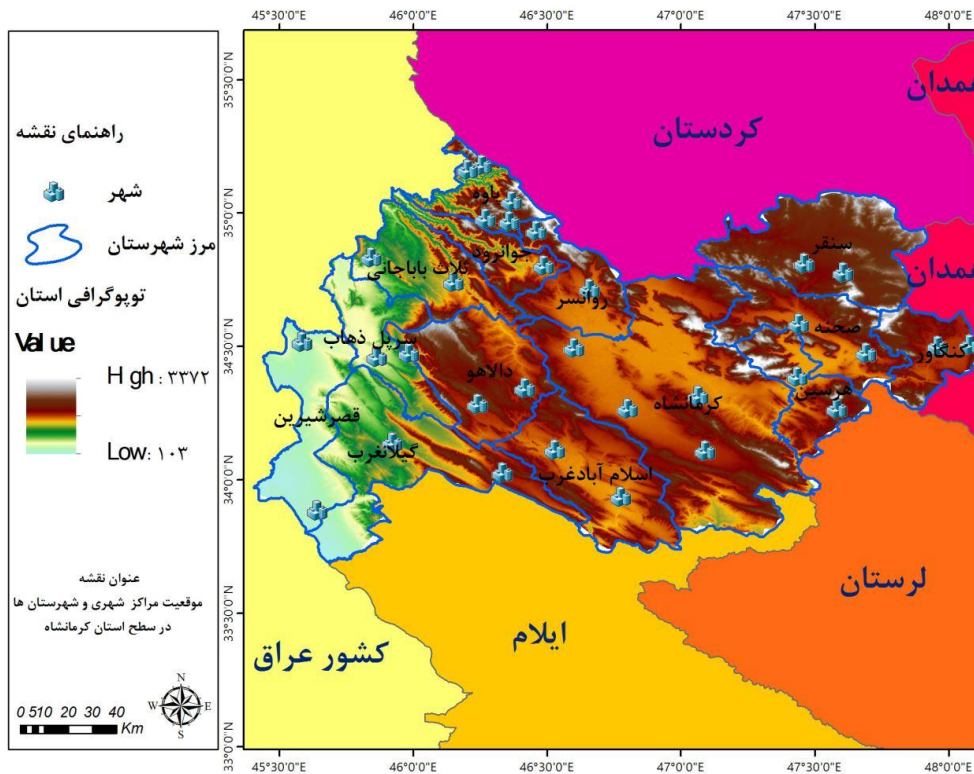 45°30'0"E 46°0'0"E 46°30'0"E 47°0'0"E 47°30'0"E 48°0'0"E
35°30'0"N
35°0'0"N
34°30'0"N
34°0'0"N
33°30'0"N
33°0'0"N
راهنمای نقشه
شهر
مرز شهرستان
توپوگرافی استان
Value
High : ۳۳۷۲
Low : ۱۰۳
عنوان نقشه
موقعیت مراکز شهری و شهرستان ها
در سطح استان کرمانشاه
N
W E
S
0 5 10 20 30 40
Km
همدان
کردستان
پاوه
سنقر
همدان
جوانرود
ثلاث باباجانی
روانسر
صحنه
سرپل ذهاب
کنگاور
دالاهو
هرسین
کرمانشاه
قصرشیرین
گیلانغرب
اسلام آبادغرب
لرستان
ایلام
کشور عراق